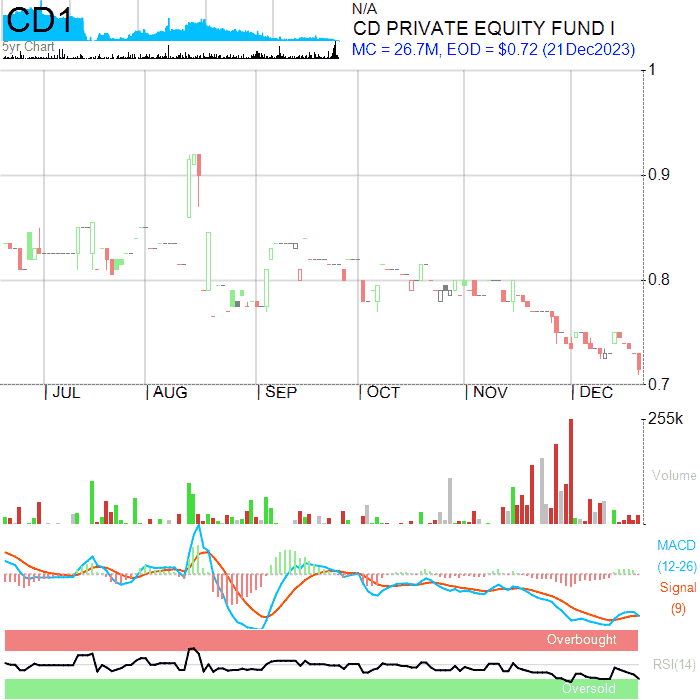 CD1
5yr Chart
N/A
CD PRIVATE EQUITY FUND I
MC = 26.7M, EOD = $0.72 (21Dec2023)
1
0.9
0.8
0.7
JUL AUG SEP OCT NOV DEC
255k
Volume
MACD
(12-26)
Signal
(9)
Overbought
RSI(14)
Oversold